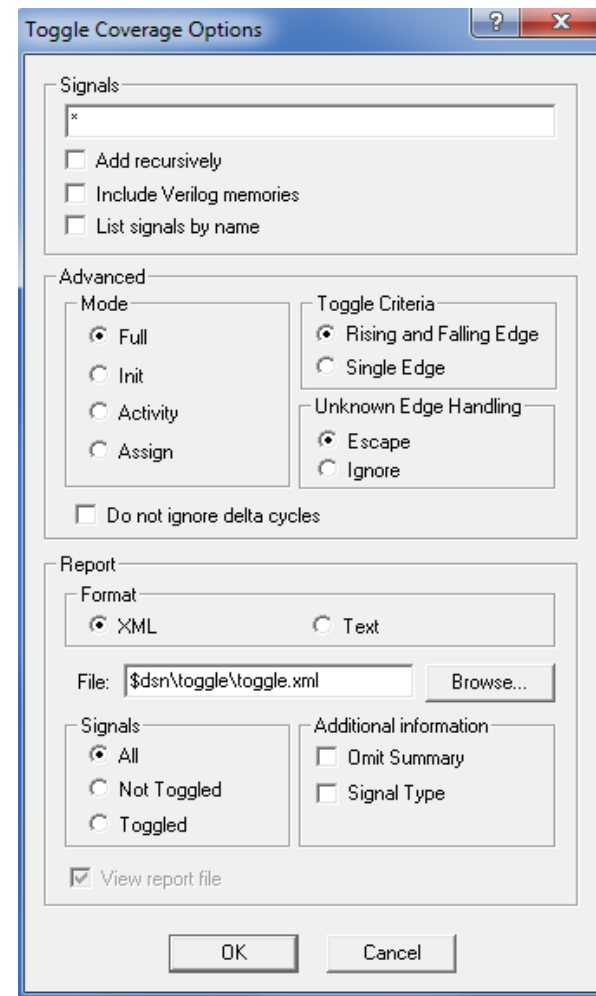 Toggle Coverage Options
Signals
*
Add recursively
Include Verilog memories
List signals by name
Advanced
Mode
Full
Init
Activity
Assign
Toggle Criteria
Rising and Falling Edge
Single Edge
Unknown Edge Handling
Escape
Ignore
Do not ignore delta cycles
Report
Format
XML
Text
File: $dsn\toggle\toggle.xml Browse...
Signals
All
Not Toggled
Toggled
Additional information
Omit Summary
Signal Type
View report file
OK Cancel